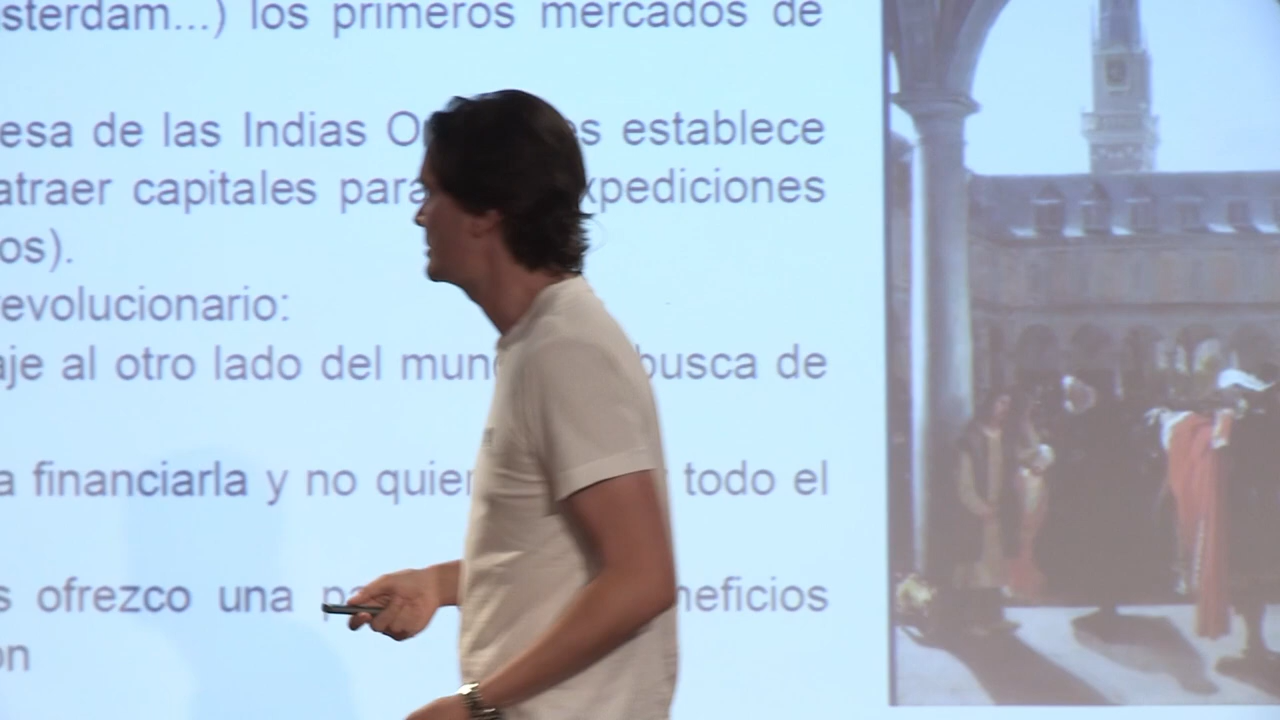 sterdam...) los primeros mercados de
esa de las Indias es establece
atraer capitales para xpediciones
os).
evolucionario:
aje al otro lado del mun busca de
a financiarla y no quier todo el
s ofrezco una neficios
on